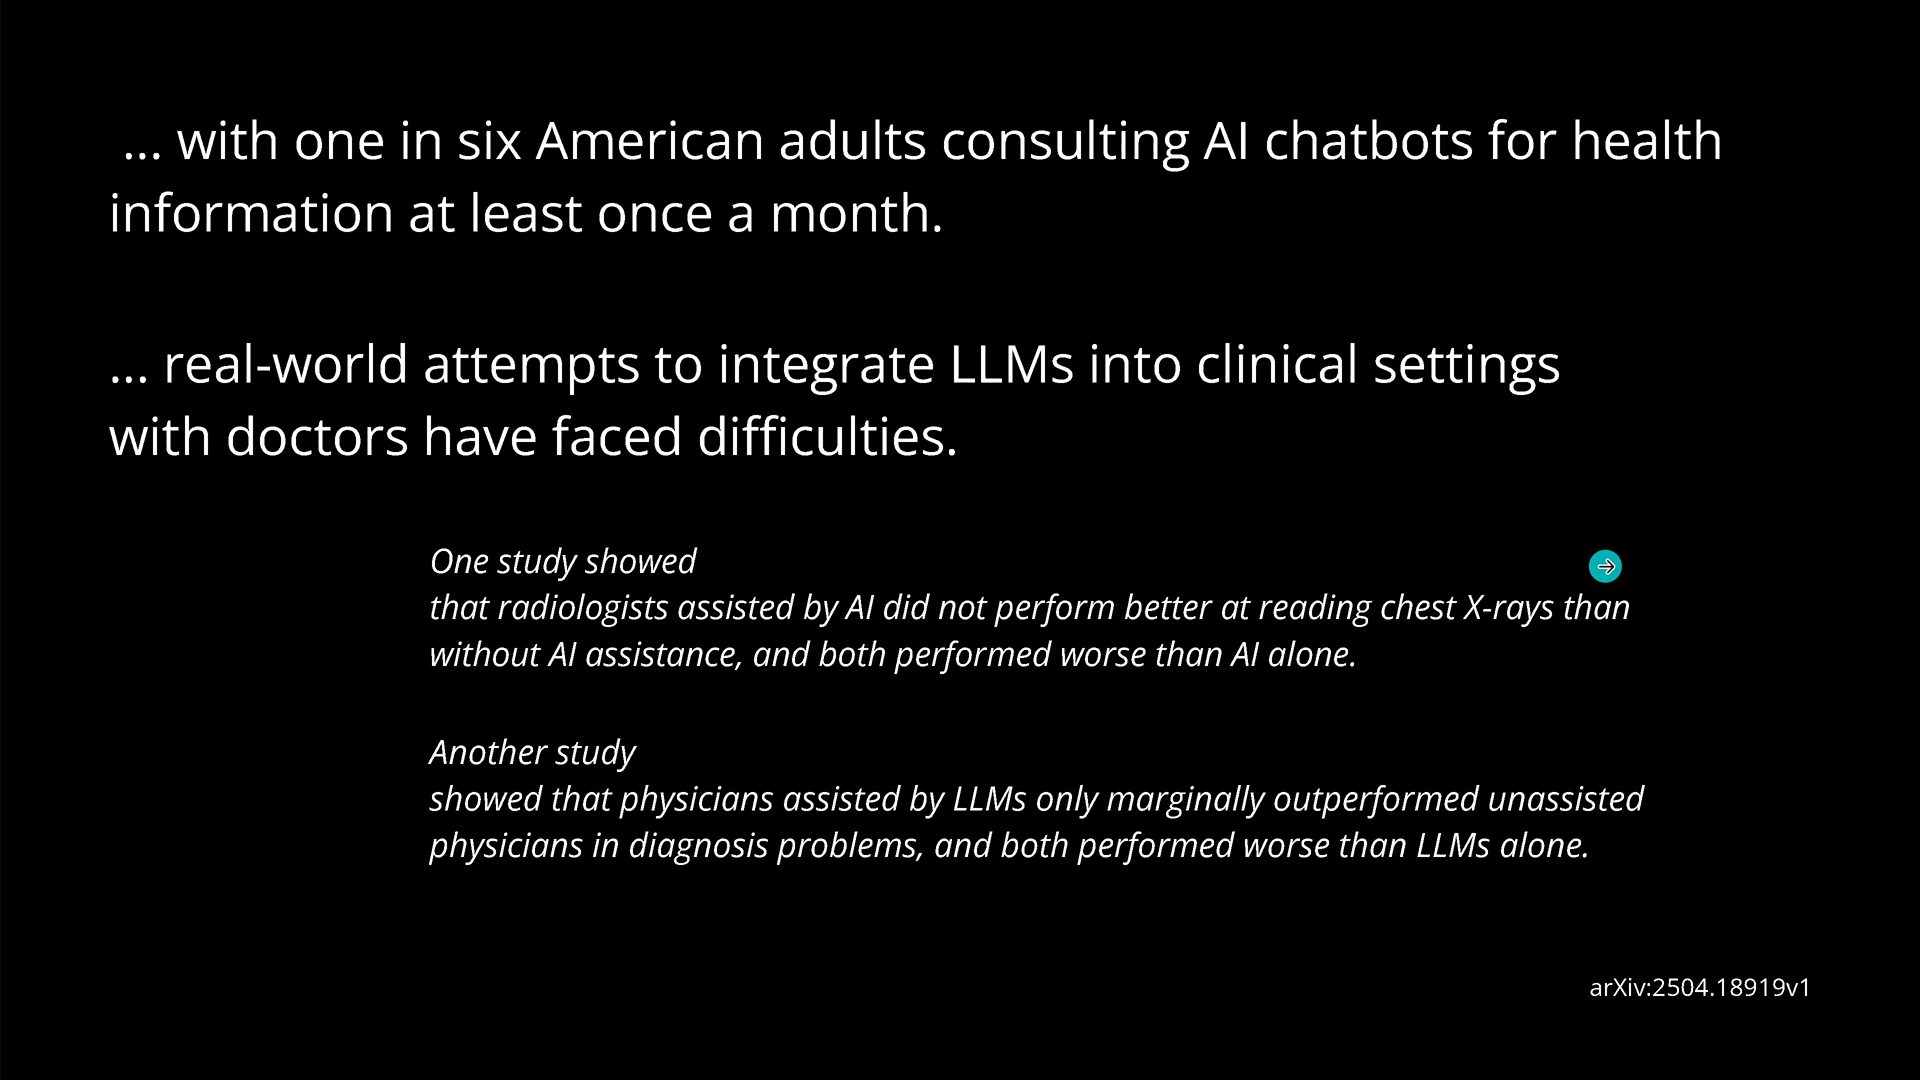 ... with one in six American adults consulting AI chatbots for health
information at least once a month.
... real-world attempts to integrate LLMs into clinical settings
with doctors have faced difficulties.
One study showed
that radiologists assisted by AI did not perform better at reading chest X-rays than
without AI assistance, and both performed worse than AI alone.
Another study
showed that physicians assisted by LLMs only marginally outperformed unassisted
physicians in diagnosis problems, and both performed worse than LLMs alone.
arXiv:2504.18919v1